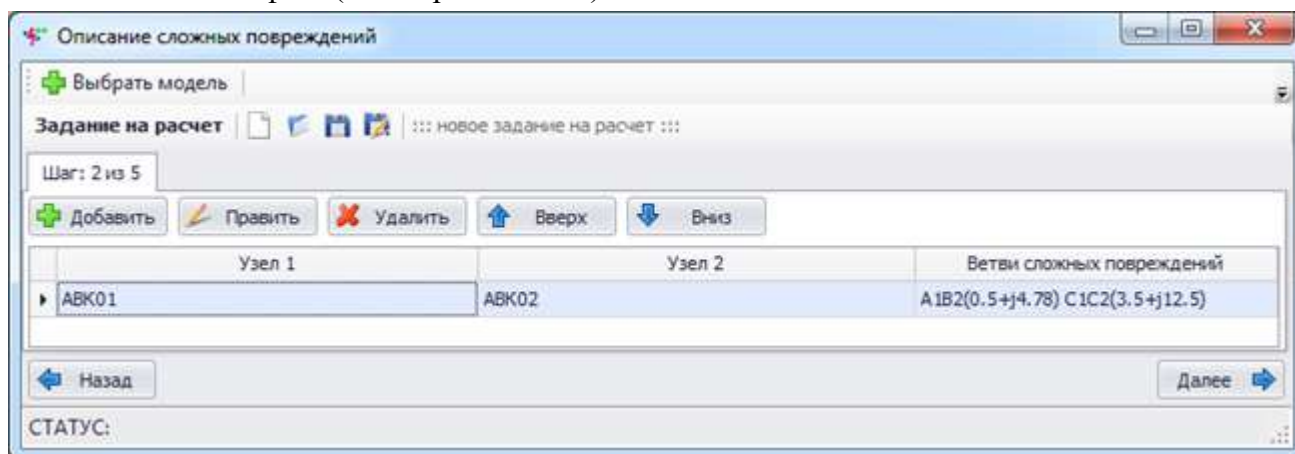 Описание сложных повреждений
Выбрать модель
Задание на расчет ::: новое задание на расчет :::
Шаг: 2 из 5
Добавить Править Удалить Вверх Вниз
Узел 1 Узел 2 Ветви сложных повреждений
ABK01 ABK02 A1B2(0.5+j4.78) C1C2(3.5+j12.5)
Назад Далее
СТАТУС: